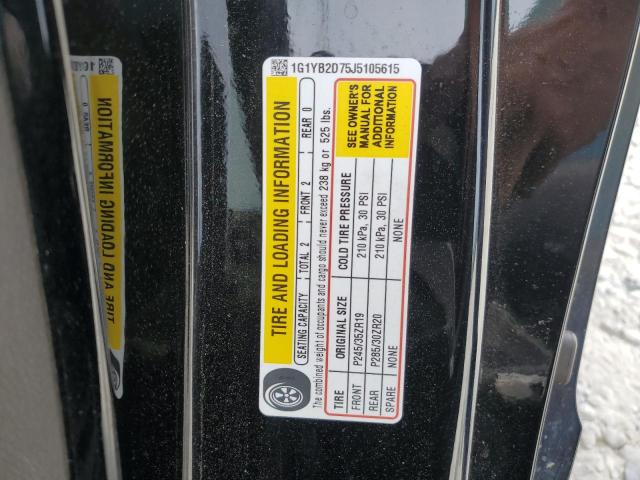 1G1YB2D75J5105615
TIRE AND LOADING INFORMATION
SEATING CAPACITY TOTAL 2 FRONT 2 REAR 0
The combined weight of occupants and cargo should never exceed 238 kg or 525 lbs.
TIRE ORIGINAL SIZE COLD TIRE PRESSURE
FRONT P245/35ZR19 210 kPa, 30 PSI
REAR P285/30ZR20 210 kPa, 30 PSI
SPARE NONE NONE
SEE OWNER'S
MANUAL FOR
ADDITIONAL
INFORMATION
TIRE AND LOADING INFORMATION